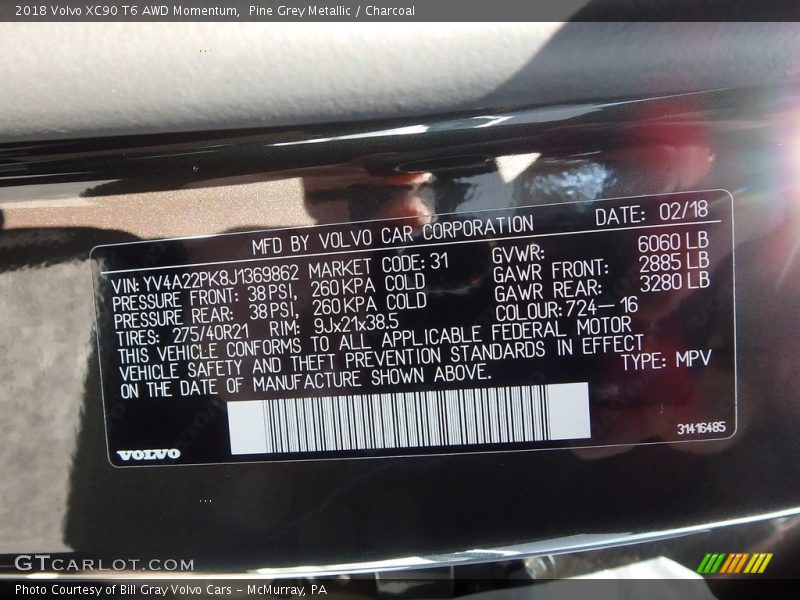 2018 Volvo XC90 T6 AWD Momentum,  Pine Grey Metallic / Charcoal
MFD BY VOLVO CAR CORPORATION DATE: 02/18
VIN: YV4A22PK8J1369862 MARKET CODE: 31 GVWR: 6060 LB
PRESSURE FRONT: 38 PSI, 260 KPA COLD GAWR FRONT: 2885 LB
PRESSURE REAR: 38 PSI, 260 KPA COLD GAWR REAR: 3280 LB
TIRES: 275/40R21 RIM: 9Jx21x38.5 COLOUR: 724-16
THIS VEHICLE CONFORMS TO ALL APPLICABLE FEDERAL MOTOR
VEHICLE SAFETY AND THEFT PREVENTION STANDARDS IN EFFECT
ON THE DATE OF MANUFACTURE SHOWN ABOVE. TYPE: MPV
31416485
VOLVO
GTCARLOT.COM
Photo Courtesy of Bill Gray Volvo Cars - McMurray, PA